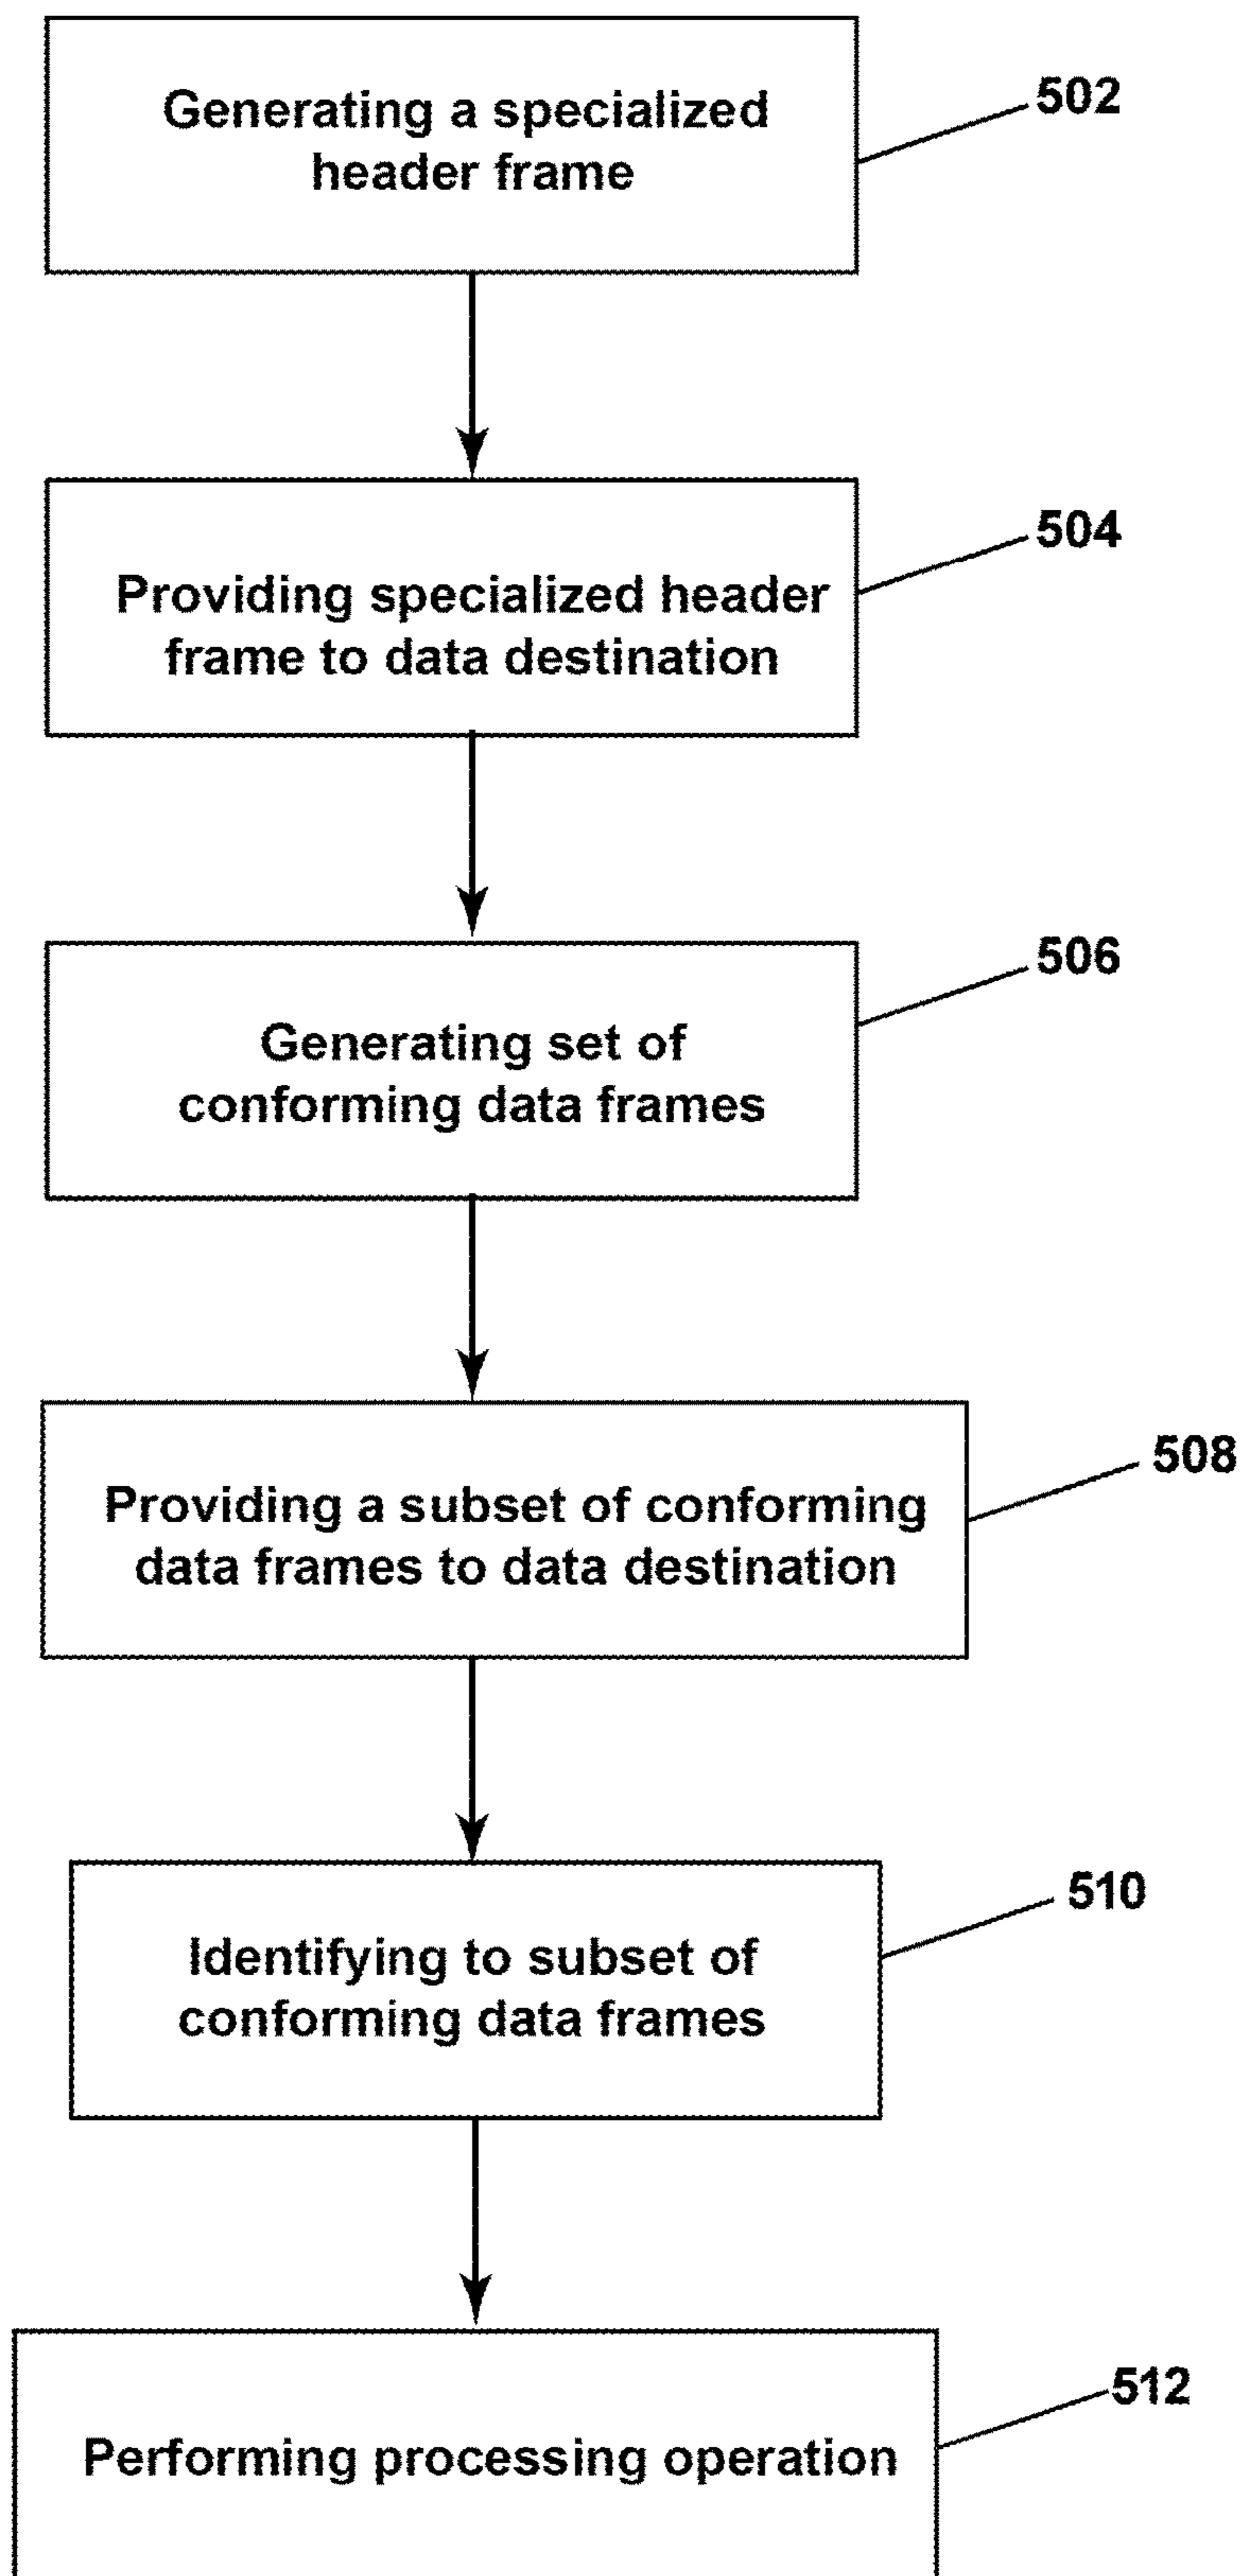 Generating a specialized
header frame
502
Providing specialized header
frame to data destination
504
Generating set of
conforming data frames
506
Providing a subset of conforming
data frames to data destination
508
Identifying to subset of
conforming data frames
510
Performing processing operation
512